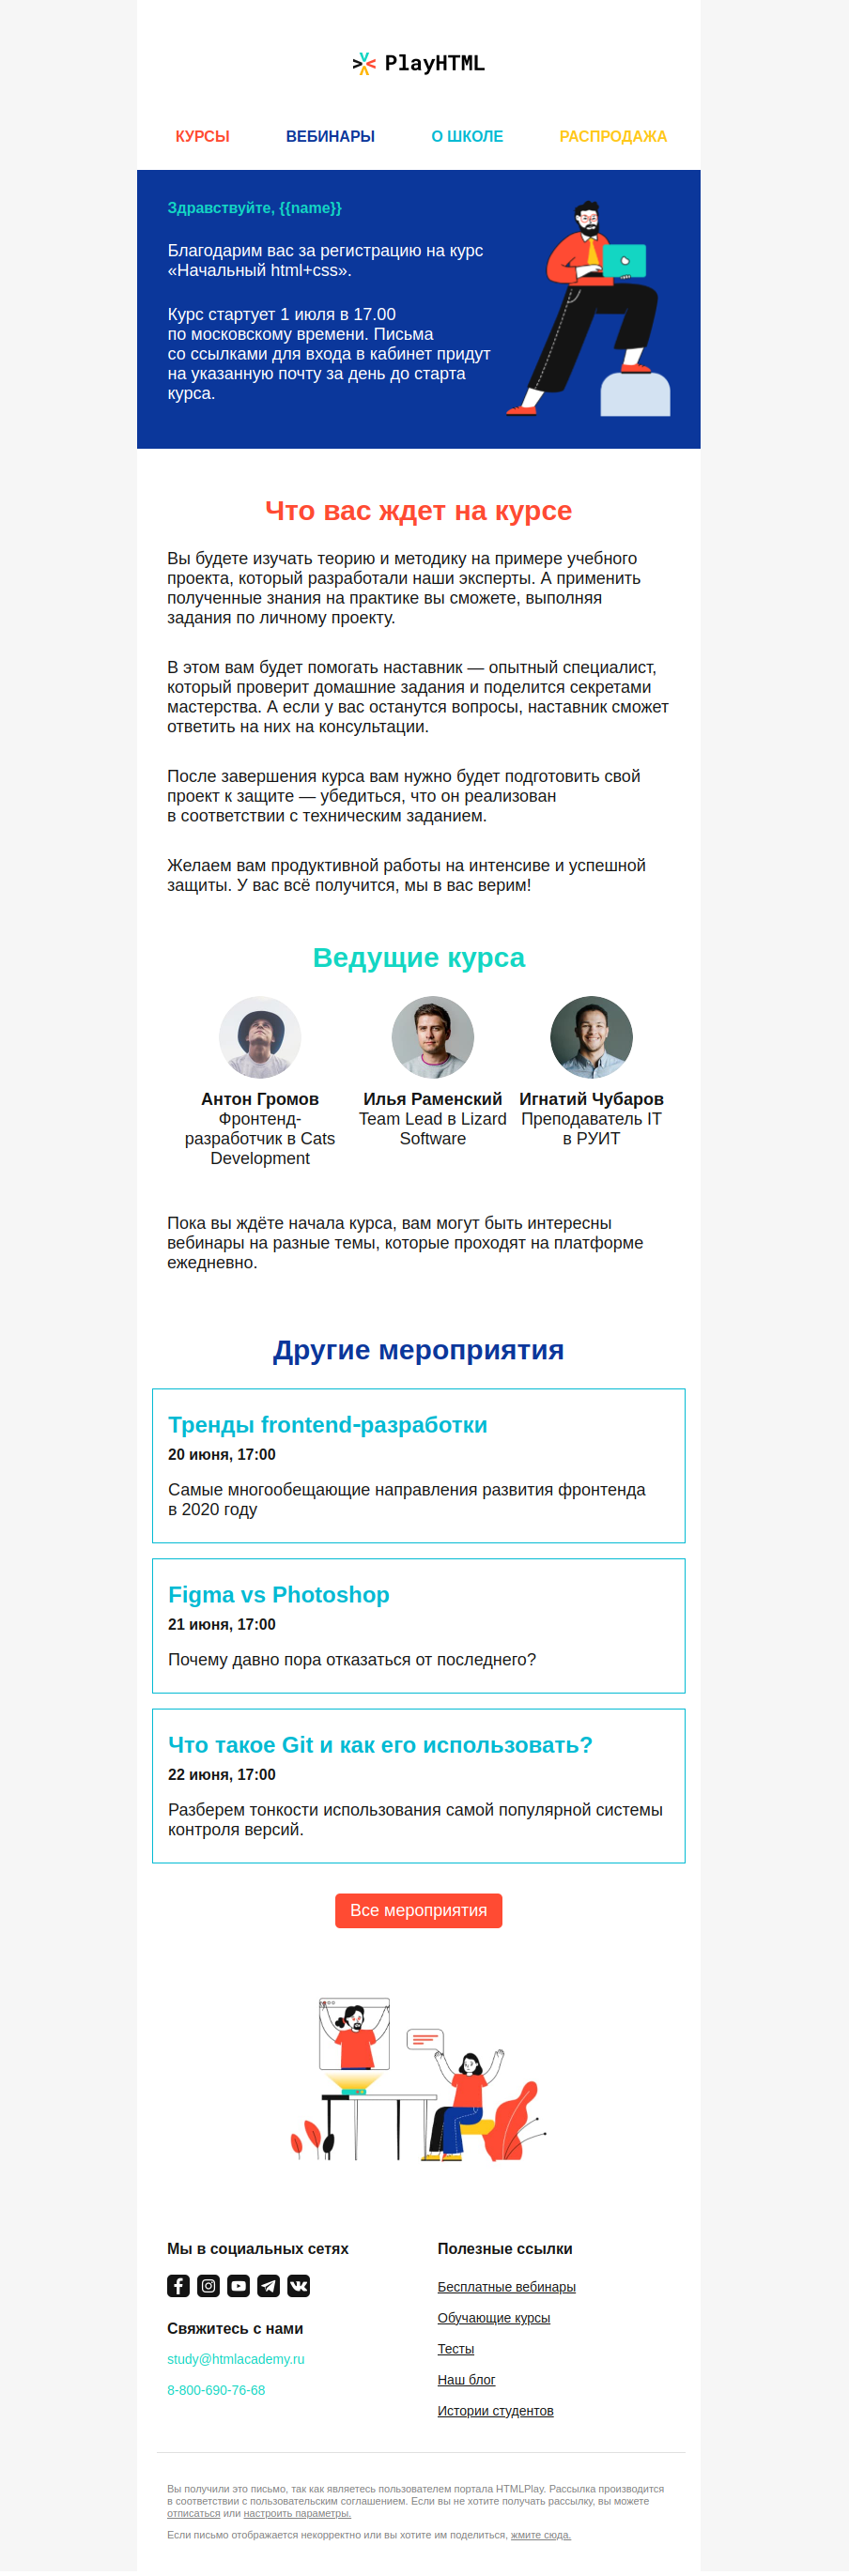 PlayHTML
КУРСЫ ВЕБИНАРЫ О ШКОЛЕ РАСПРОДАЖА
Здравствуйте, {{name}}
Благодарим вас за регистрацию на курс
«Начальный html+css».
Курс стартует 1 июля в 17.00
по московскому времени. Письма
со ссылками для входа в кабинет придут
на указанную почту за день до старта
курса.
Что вас ждет на курсе
Вы будете изучать теорию и методику на примере учебного
проекта, который разработали наши эксперты. А применить
полученные знания на практике вы сможете, выполняя
задания по личному проекту.
В этом вам будет помогать наставник — опытный специалист,
который проверит домашние задания и поделится секретами
мастерства. А если у вас останутся вопросы, наставник сможет
ответить на них на консультации.
После завершения курса вам нужно будет подготовить свой
проект к защите — убедиться, что он реализован
в соответствии с техническим заданием.
Желаем вам продуктивной работы на интенсиве и успешной
защиты. У вас всё получится, мы в вас верим!
Ведущие курса
Антон Громов
Фронтенд-
разработчик в Cats
Development
Илья Раменский
Team Lead в Lizard
Software
Игнатий Чубаров
Преподаватель IT
в РУИТ
Пока вы ждёте начала курса, вам могут быть интересны
вебинары на разные темы, которые проходят на платформе
ежедневно.
Другие мероприятия
Тренды frontend-разработки
20 июня, 17:00
Самые многообещающие направления развития фронтенда
в 2020 году
Figma vs Photoshop
21 июня, 17:00
Почему давно пора отказаться от последнего?
Что такое Git и как его использовать?
22 июня, 17:00
Разберем тонкости использования самой популярной системы
контроля версий.
Все мероприятия
Мы в социальных сетях
Свяжитесь с нами
study@htmlacademy.ru
8-800-690-76-68
Полезные ссылки
Бесплатные вебинары
Обучающие курсы
Тесты
Наш блог
Истории студентов
Вы получили это письмо, так как являетесь пользователем портала HTMLPlay. Рассылка производится
в соответствии с пользовательским соглашением. Если вы не хотите получать рассылку, вы можете
отписаться или настроить параметры.
Если письмо отображается некорректно или вы хотите им поделиться, жмите сюда.